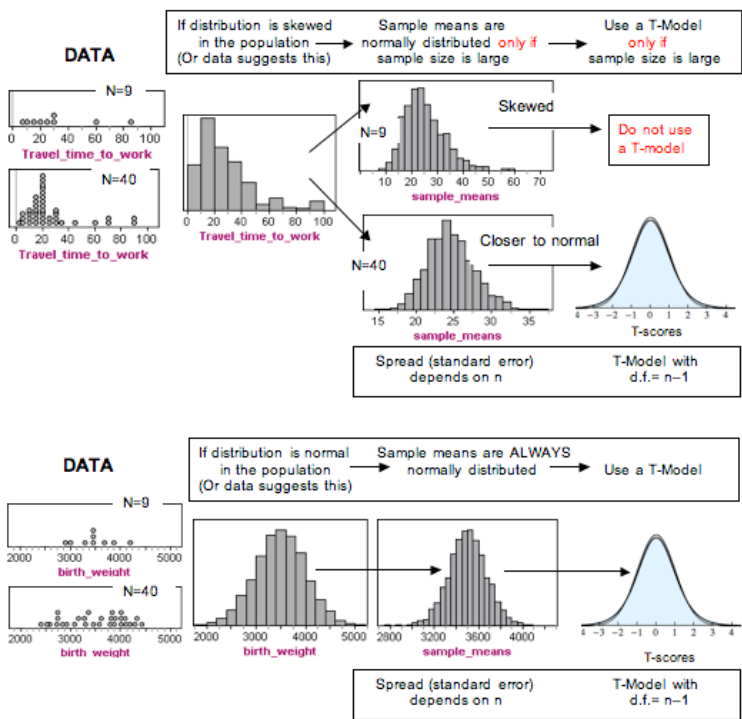 If distribution is skewed
in the population
(Or data suggests this)
Sample means are
normally distributed only if
sample size is large
Use a T-Model
only if
sample size is large
DATA
N=9
0 20 40 60 80 100
Travel_time_to_work
N=40
0 20 40 60 80 100
Travel_time_to_work
0 20 40 60 80 100
Travel_time_to_work
N=9
Skewed
10 20 30 40 50 60 70
sample_means
Do not use
a T-model
N=40
Closer to normal
15 20 25 30 35
sample_means
4 −3 −2 −1 0 1 2 3 4
T-scores
Spread (standard error)
depends on n
T-Model with
d.f.= n−1
If distribution is normal
in the population
(Or data suggests this)
Sample means are ALWAYS
normally distributed
Use a T-Model
DATA
N=9
2000 3000 4000 5000
birth_weight
N=40
2000 3000 4000 5000
birth_weight
2000 3000 4000 5000
birth_weight
2800 3200 3600 4000
sample_means
4 −3 −2 −1 0 1 2 3 4
T-scores
Spread (standard error)
depends on n
T-Model with
d.f.= n−1